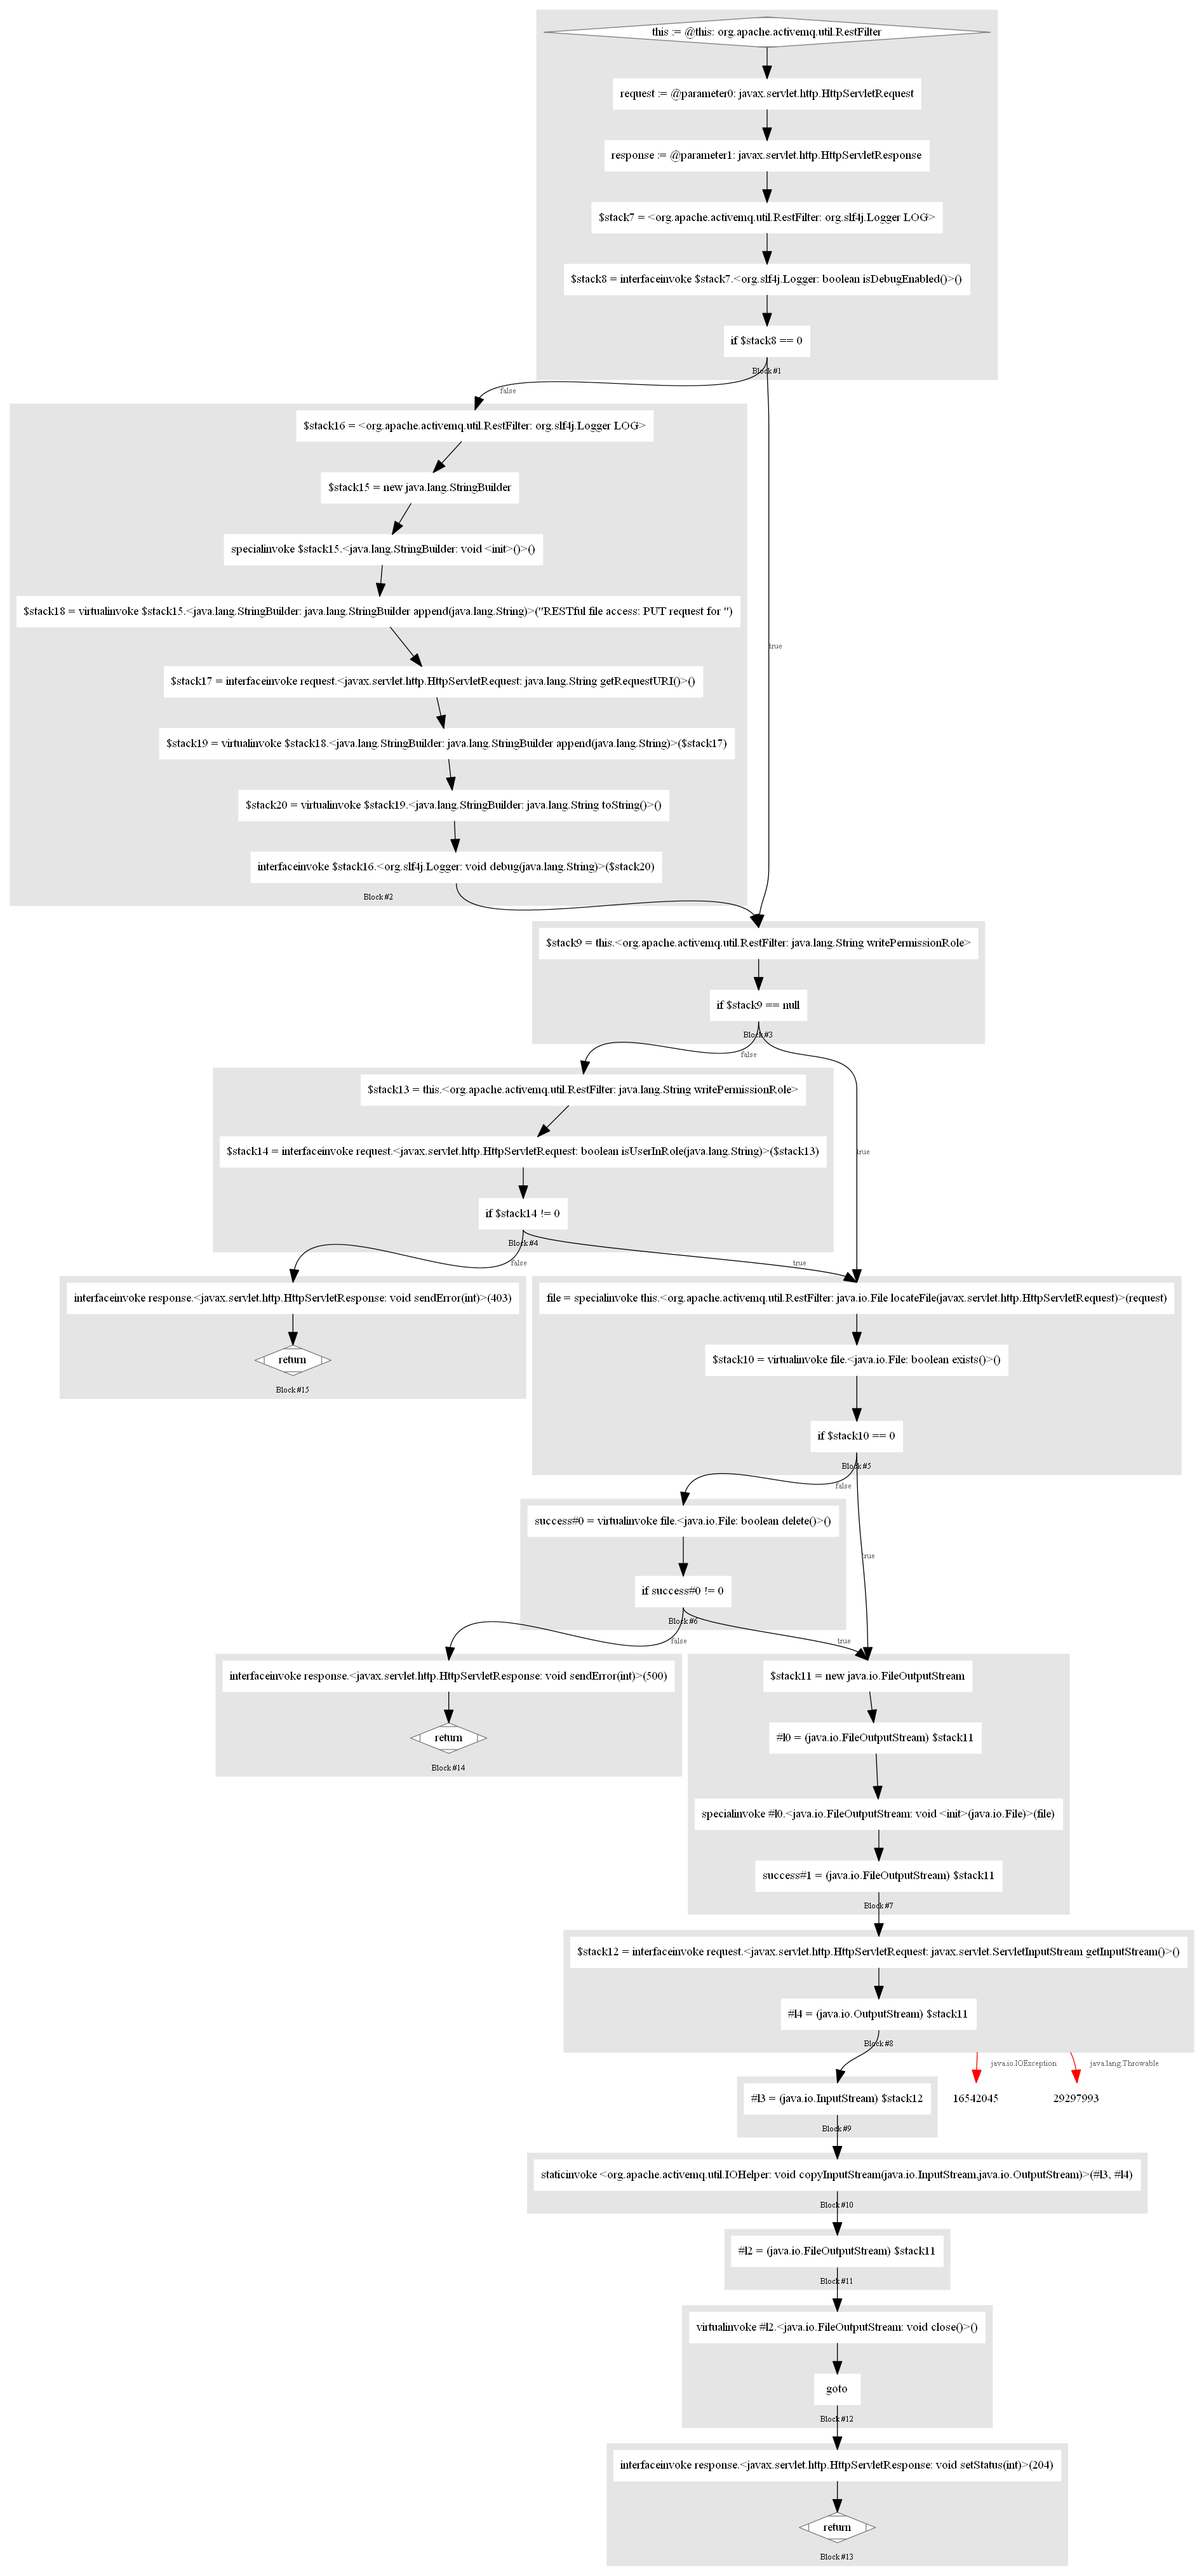 this := @this: org.apache.activemq.util.RestFilter
request := @parameter0: javax.servlet.http.HttpServletRequest
response := @parameter1: javax.servlet.http.HttpServletResponse
$stack7 = <org.apache.activemq.util.RestFilter: org.slf4j.Logger LOG>
$stack8 = interfaceinvoke $stack7.<org.slf4j.Logger: boolean isDebugEnabled()>()
if $stack8 == 0
Block #1
false
true
$stack16 = <org.apache.activemq.util.RestFilter: org.slf4j.Logger LOG>
$stack15 = new java.lang.StringBuilder
specialinvoke $stack15.<java.lang.StringBuilder: void <init>()>()
$stack18 = virtualinvoke $stack15.<java.lang.StringBuilder: java.lang.StringBuilder append(java.lang.String)>("RESTful file access: PUT request for ")
$stack17 = interfaceinvoke request.<javax.servlet.http.HttpServletRequest: java.lang.String getRequestURI()>()
$stack19 = virtualinvoke $stack18.<java.lang.StringBuilder: java.lang.StringBuilder append(java.lang.String)>($stack17)
$stack20 = virtualinvoke $stack19.<java.lang.StringBuilder: java.lang.String toString()>()
interfaceinvoke $stack16.<org.slf4j.Logger: void debug(java.lang.String)>($stack20)
Block #2
$stack9 = this.<org.apache.activemq.util.RestFilter: java.lang.String writePermissionRole>
if $stack9 == null
Block #3
false
true
$stack13 = this.<org.apache.activemq.util.RestFilter: java.lang.String writePermissionRole>
$stack14 = interfaceinvoke request.<javax.servlet.http.HttpServletRequest: boolean isUserInRole(java.lang.String)>($stack13)
if $stack14 != 0
Block #4
false
true
interfaceinvoke response.<javax.servlet.http.HttpServletResponse: void sendError(int)>(403)
return
Block #15
file = specialinvoke this.<org.apache.activemq.util.RestFilter: java.io.File locateFile(javax.servlet.http.HttpServletRequest)>(request)
$stack10 = virtualinvoke file.<java.io.File: boolean exists()>()
if $stack10 == 0
Block #5
false
true
success#0 = virtualinvoke file.<java.io.File: boolean delete()>()
if success#0 != 0
Block #6
false
true
interfaceinvoke response.<javax.servlet.http.HttpServletResponse: void sendError(int)>(500)
return
Block #14
$stack11 = new java.io.FileOutputStream
#l0 = (java.io.FileOutputStream) $stack11
specialinvoke #l0.<java.io.FileOutputStream: void <init>(java.io.File)>(file)
success#1 = (java.io.FileOutputStream) $stack11
Block #7
$stack12 = interfaceinvoke request.<javax.servlet.http.HttpServletRequest: javax.servlet.ServletInputStream getInputStream()>()
#l4 = (java.io.OutputStream) $stack11
Block #8
java.io.IOException
java.lang.Throwable
#l3 = (java.io.InputStream) $stack12
Block #9
16542045
29297993
staticinvoke <org.apache.activemq.util.IOHelper: void copyInputStream(java.io.InputStream,java.io.OutputStream)>(#l3, #l4)
Block #10
#l2 = (java.io.FileOutputStream) $stack11
Block #11
virtualinvoke #l2.<java.io.FileOutputStream: void close()>()
goto
Block #12
interfaceinvoke response.<javax.servlet.http.HttpServletResponse: void setStatus(int)>(204)
return
Block #13